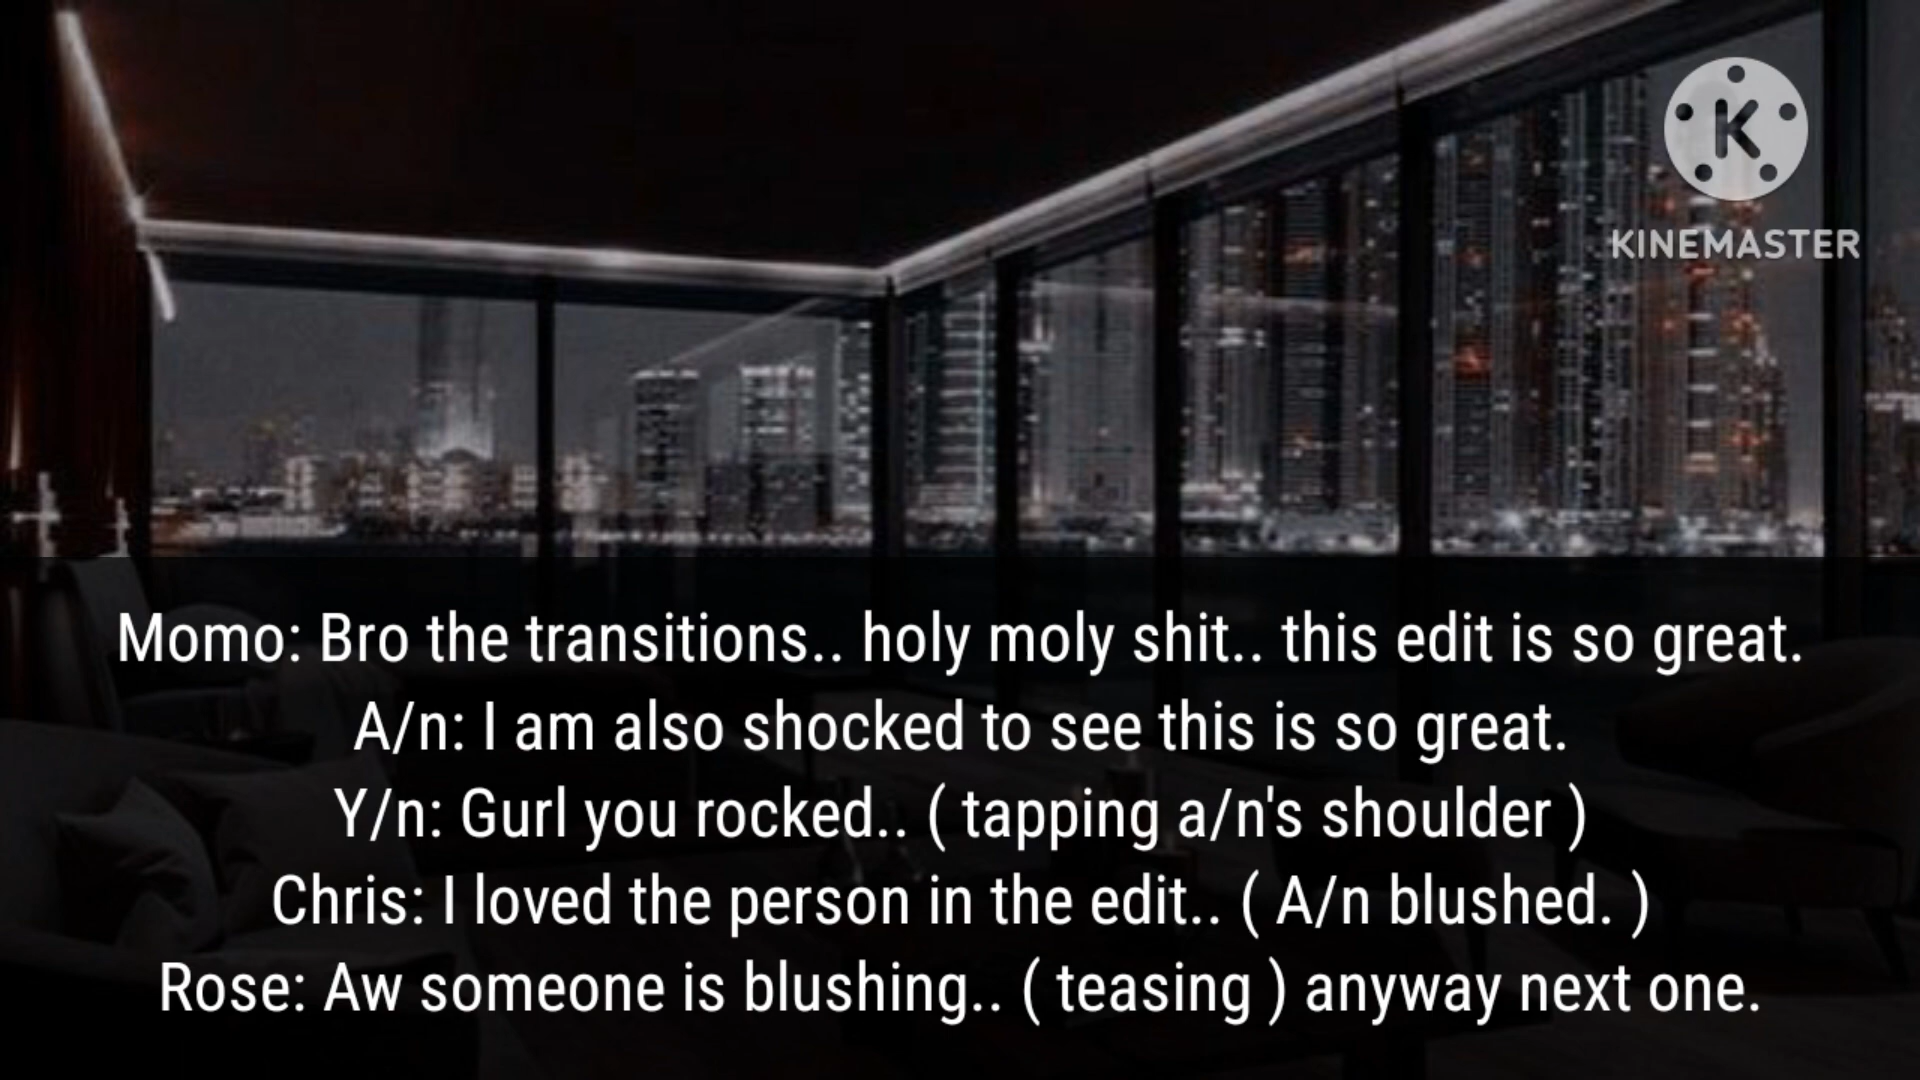 K
KINEMASTER
Momo: Bro the transitions.. holy moly shit.. this edit is so great.
A/n: I am also shocked to see this is so great.
Y/n: Gurl you rocked.. ( tapping a/n's shoulder )
Chris: I loved the person in the edit.. ( A/n blushed. )
Rose: Aw someone is blushing.. ( teasing ) anyway next one.